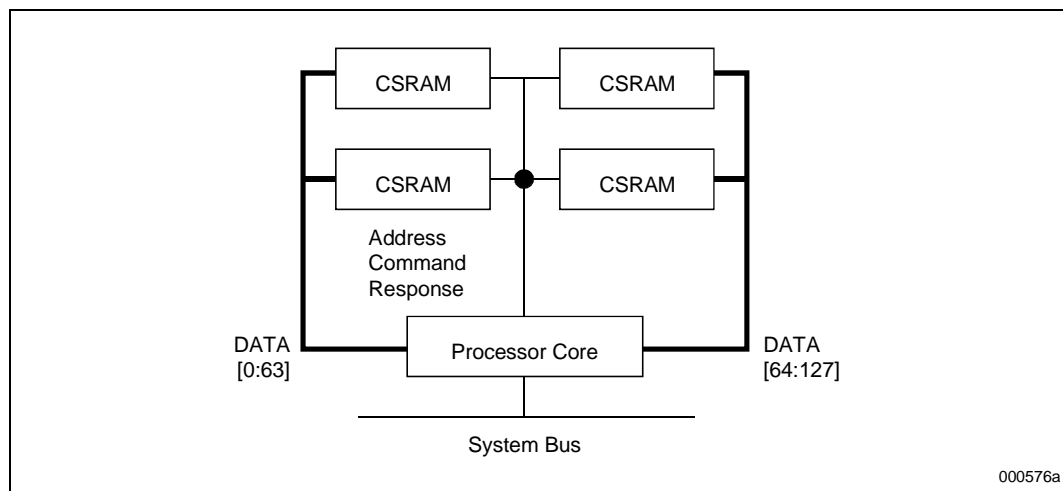 CSRAM
CSRAM
CSRAM
CSRAM
Address
Command
Response
DATA
[0:63]
Processor Core
DATA
[64:127]
System Bus
000576a